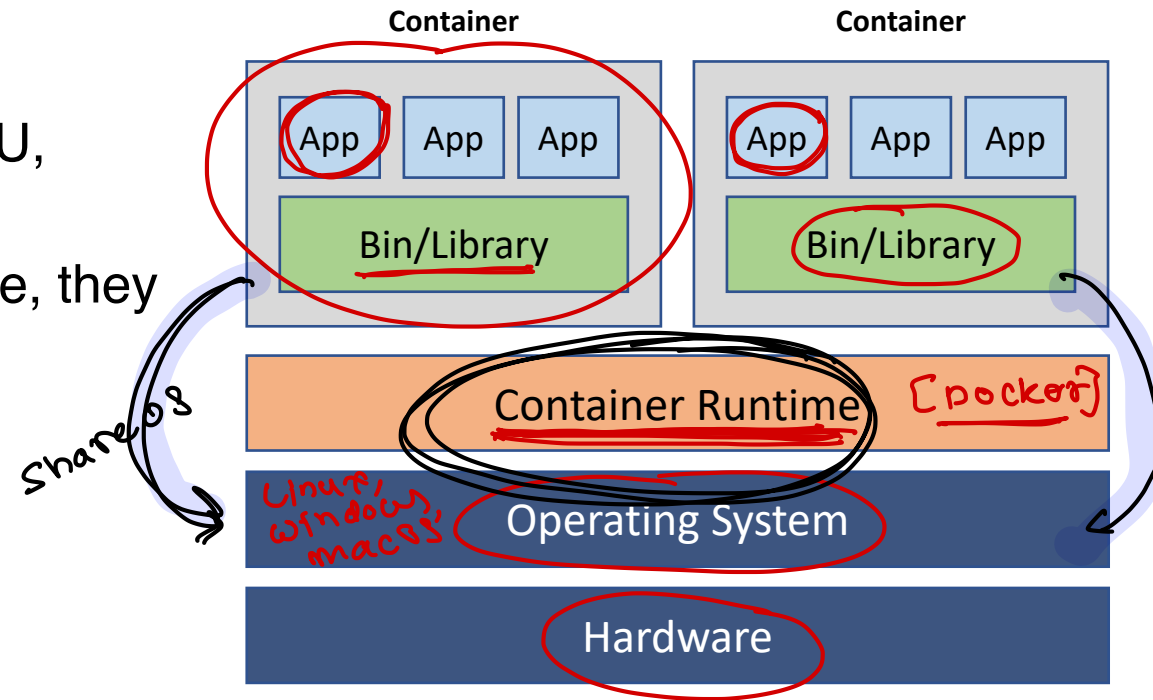 Container Container
U,
App App App App App App
Bin/Library Bin/Library
e, they
Container Runtime [Docker]
Share OS
Linux,
windows,
macOS
Operating System
Hardware